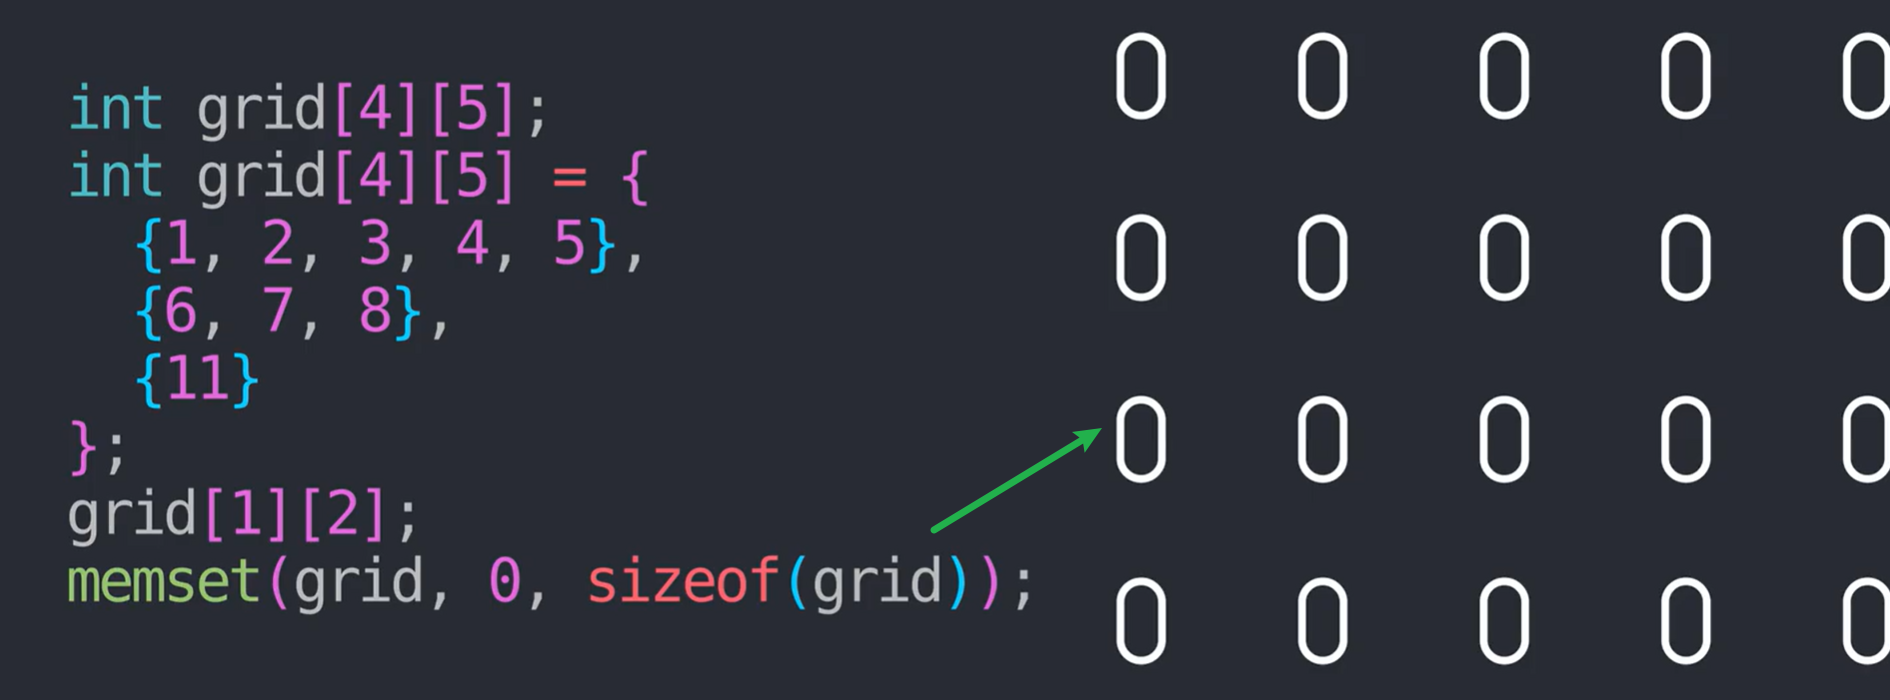 int grid[4][5];
int grid[4][5] = {
  {1, 2, 3, 4, 5},
  {6, 7, 8},
  {11}
};
grid[1][2];
memset(grid, 0, sizeof(grid));
0 0 0 0 0
0 0 0 0 0
0 0 0 0 0
0 0 0 0 0